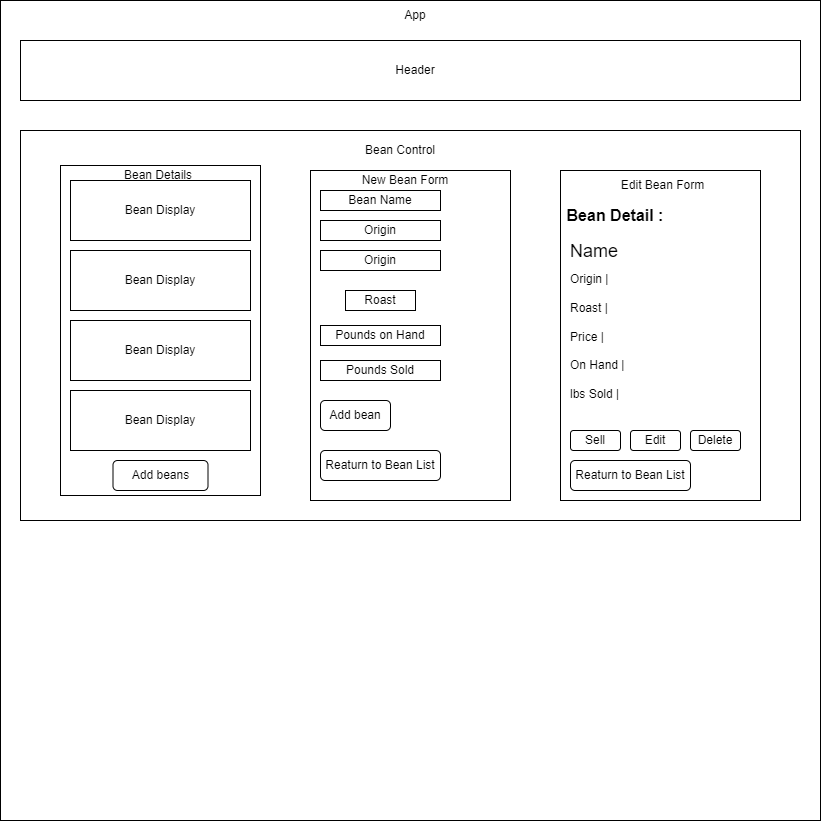 App
Header
Bean Control
Bean Details
Bean Display
Bean Display
Bean Display
Bean Display
Add beans
New Bean Form
Bean Name
Origin
Origin
Roast
Pounds on Hand
Pounds Sold
Add bean
Reaturn to Bean List
Edit Bean Form
Bean Detail :
Name
Origin |
Roast |
Price |
On Hand |
lbs Sold |
Sell
Edit
Delete
Reaturn to Bean List